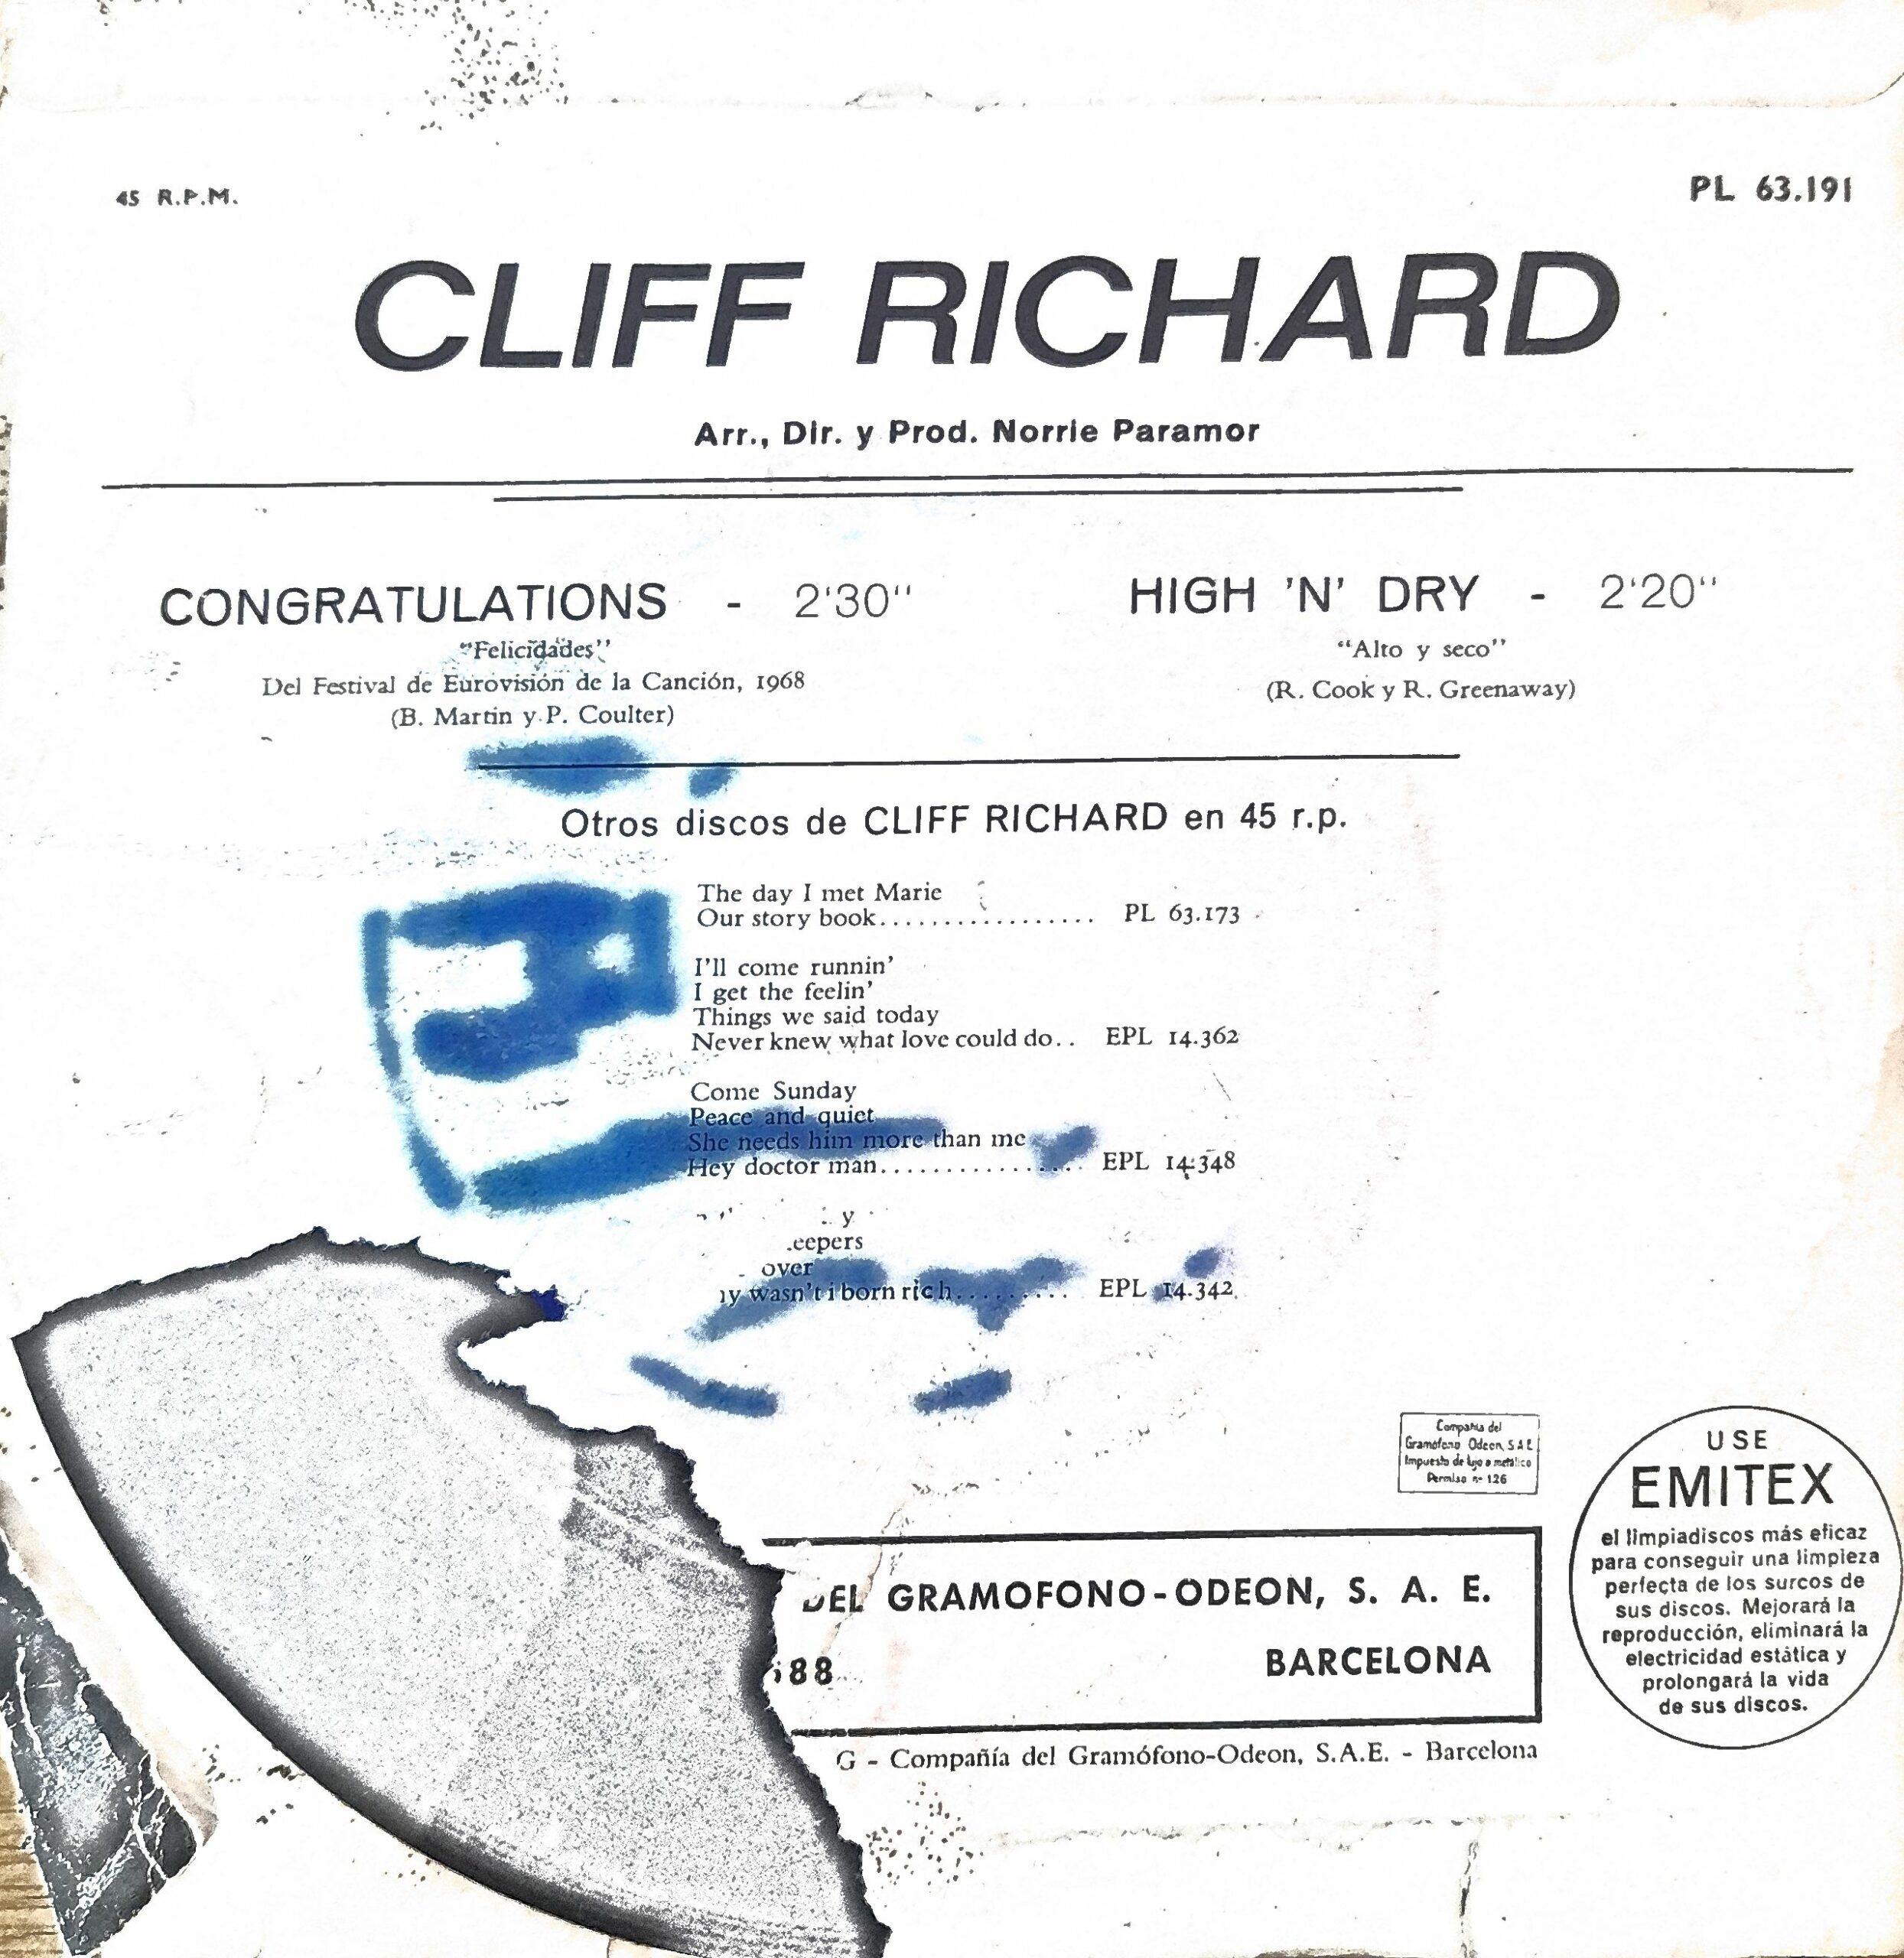 45 R.P.M.
PL 63.191
CLIFF RICHARD
Arr., Dir. y Prod. Norrie Paramor
CONGRATULATIONS - 2'30''
"Felicidades"
Del Festival de Eurovisión de la Canción, 1968
(B. Martin y P. Coulter)
HIGH 'N' DRY - 2'20''
"Alto y seco"
(R. Cook y R. Greenaway)
Otros discos de CLIFF RICHARD en 45 r.p.
The day I met Marie
Our story book................. PL 63.173
I'll come runnin'
I get the feelin'
Things we said today
Never knew what love could do.. EPL 14.362
Come Sunday
Peace and quiet
She needs him more than me
Hey doctor man................ EPL 14.348
over
wasn't i born rich.......... EPL 14.342
Compañía del
Gramófono Odeon, S A E
Impuesto de lujo a metálico
Permiso nº 126
USE
EMITEX
el limpiadiscos más eficaz
para conseguir una limpieza
perfecta de los surcos de
sus discos. Mejorará la
reproducción, eliminará la
electricidad estática y
prolongará la vida
de sus discos.
DEL GRAMOFONO-ODEON, S. A. E.
88 BARCELONA
G - Compañía del Gramófono-Odeon, S.A.E. - Barcelona